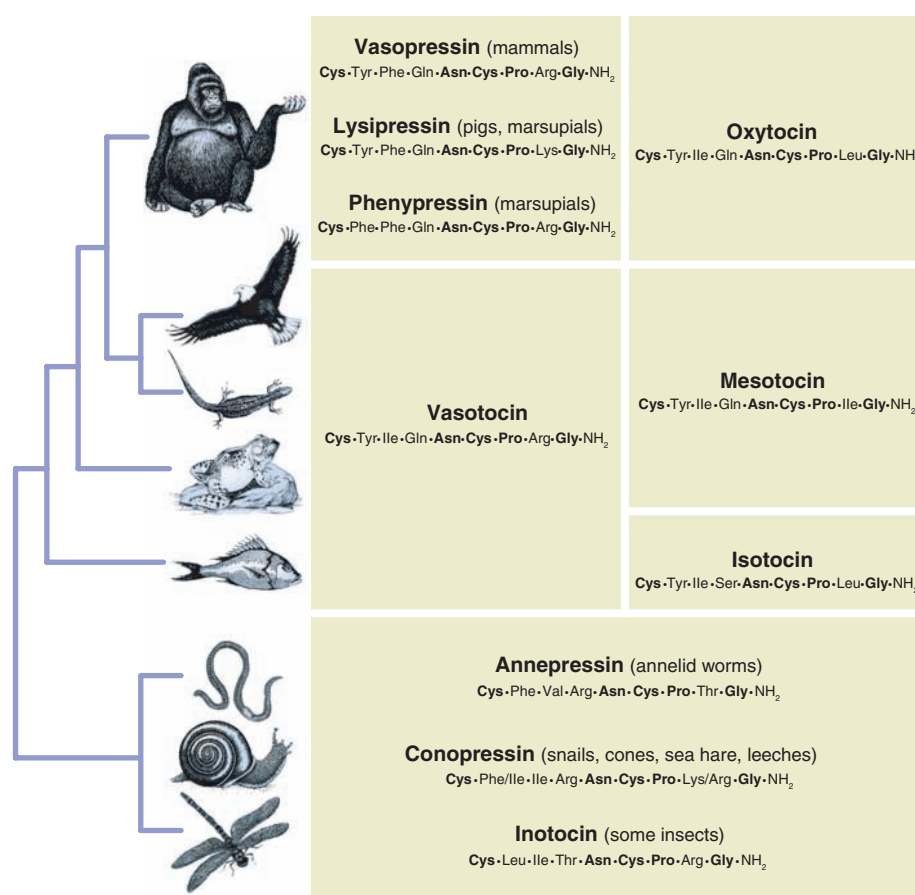 Vasopressin (mammals)
Cys•Tyr•Phe•Gln•Asn•Cys•Pro•Arg•Gly•NH₂
Lysipressin (pigs, marsupials)
Cys•Tyr•Phe•Gln•Asn•Cys•Pro•Lys•Gly•NH₂
Phenypressin (marsupials)
Cys•Phe•Phe•Gln•Asn•Cys•Pro•Arg•Gly•NH₂
Oxytocin
Cys•Tyr•Ile•Gln•Asn•Cys•Pro•Leu•Gly•NH
Vasotocin
Cys•Tyr•Ile•Gln•Asn•Cys•Pro•Arg•Gly•NH₂
Mesotocin
Cys•Tyr•Ile•Gln•Asn•Cys•Pro•Ile•Gly•NH₂
Isotocin
Cys•Tyr•Ile•Ser•Asn•Cys•Pro•Leu•Gly•NH₂
Annepressin (annelid worms)
Cys•Phe•Val•Arg•Asn•Cys•Pro•Thr•Gly•NH₂
Conopressin (snails, cones, sea hare, leeches)
Cys•Phe/Ile•Ile•Arg•Asn•Cys•Pro•Lys/Arg•Gly•NH₂
Inotocin (some insects)
Cys•Leu•Ile•Thr•Asn•Cys•Pro•Arg•Gly•NH₂